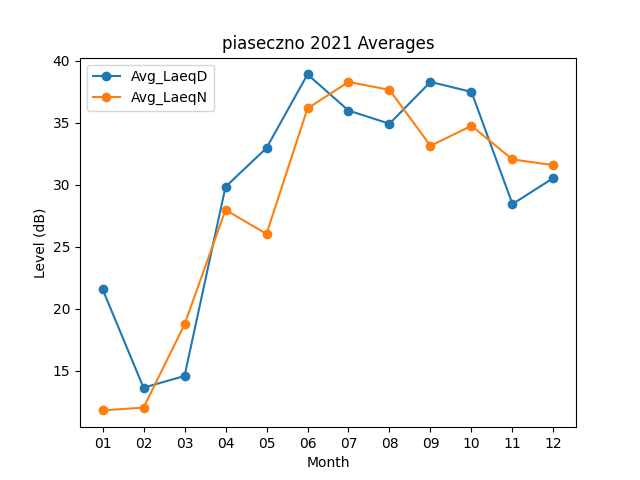 piaseczno 2021 Averages
Avg_LaeqD
Avg_LaeqN
Level (dB)
40
35
30
25
20
15
01 02 03 04 05 06 07 08 09 10 11 12
Month